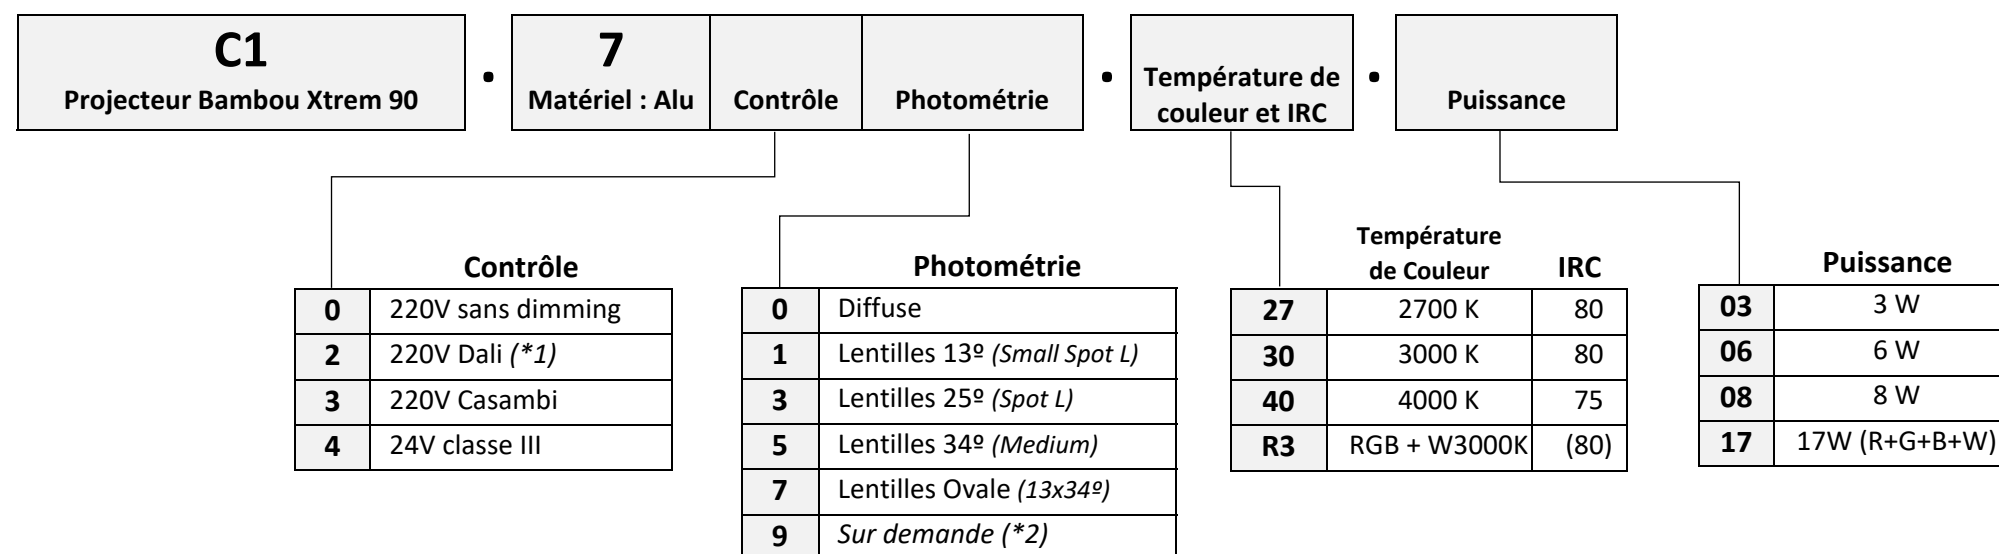 C1
Projecteur Bambou Xtrem 90
.
7
Matériel : Alu
Contrôle
Photométrie
.
Température de
couleur et IRC
.
Puissance
Contrôle
0 220V sans dimming
2 220V Dali (*1)
3 220V Casambi
4 24V classe III
Photométrie
0 Diffuse
1 Lentilles 13º (Small Spot L)
3 Lentilles 25º (Spot L)
5 Lentilles 34º (Medium)
7 Lentilles Ovale (13x34º)
9 Sur demande (*2)
Température
de Couleur IRC
27 2700 K 80
30 3000 K 80
40 4000 K 75
R3 RGB + W3000K (80)
Puissance
03 3 W
06 6 W
08 8 W
17 17W (R+G+B+W)